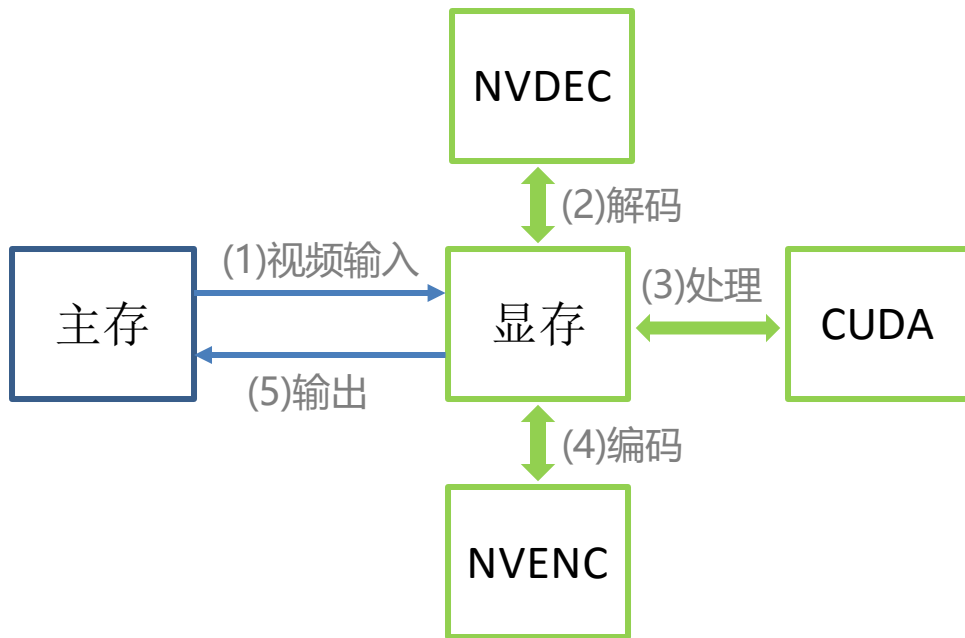 NVDEC
(2)解码
(1)视频输入
(3)处理
主存
显存
CUDA
(5)输出
(4)编码
NVENC